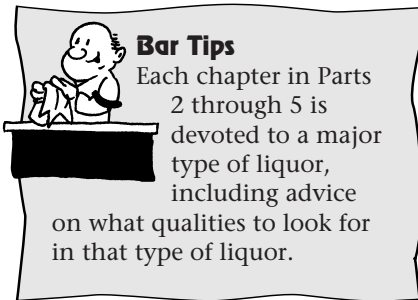 Bar Tips
Each chapter in Parts
2 through 5 is
devoted to a major
type of liquor,
including advice
on what qualities to look for
in that type of liquor.